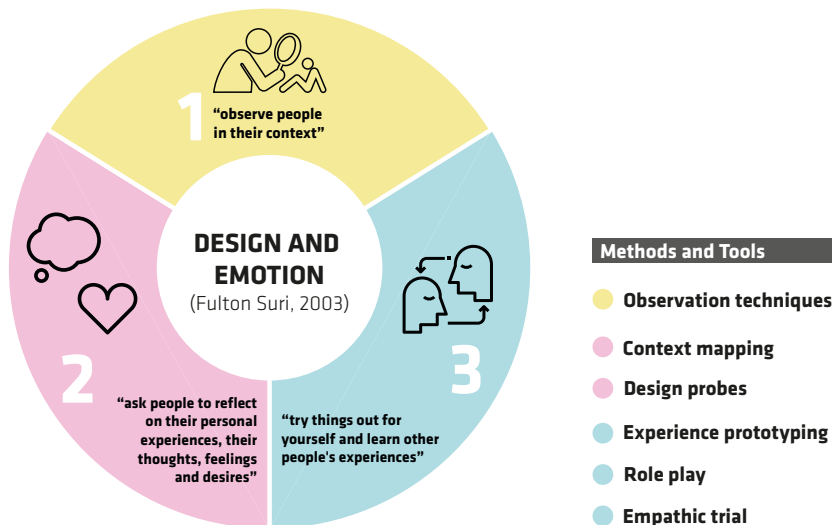 1
“observe people
in their context”
DESIGN AND
EMOTION
(Fulton Suri, 2003)
2
“ask people to reflect
on their personal
experiences, their
thoughts, feelings
and desires”
3
“try things out for
yourself and learn other
people's experiences”
Methods and Tools
Observation techniques
Context mapping
Design probes
Experience prototyping
Role play
Empathic trial